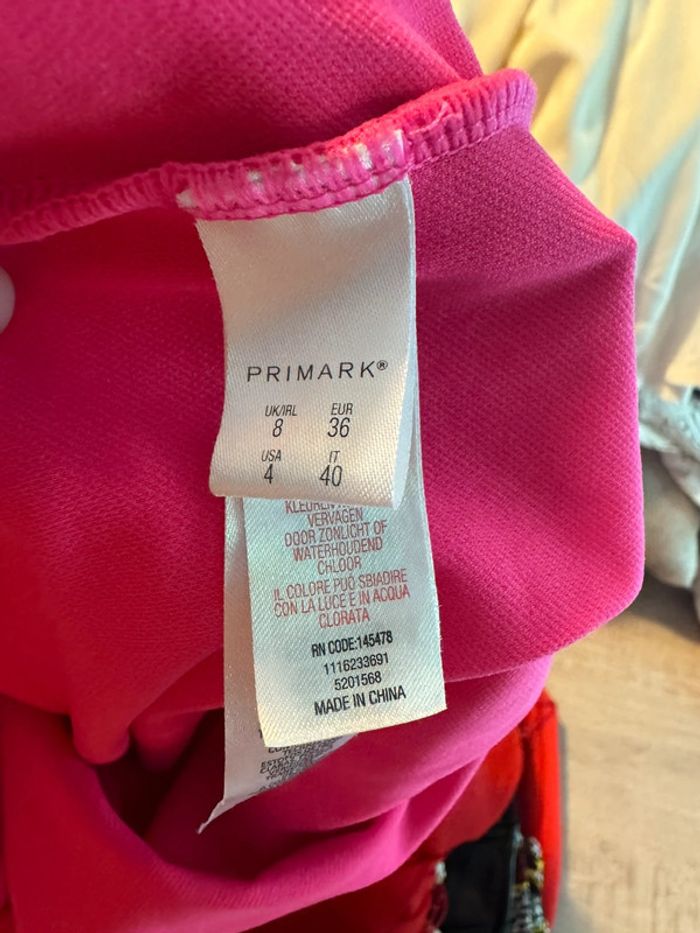 PRIMARK®
UK/IRL EUR
8 36
USA IT
4 40
VERVAGEN
DOOR ZONLICHT OF
WATERHOUDEND
CHLOOR
IL COLORE PUÒ SBIADIRE
CON LA LUCE E IN ACQUA
CLORATA
RN CODE:145478
1116233691
5201568
MADE IN CHINA